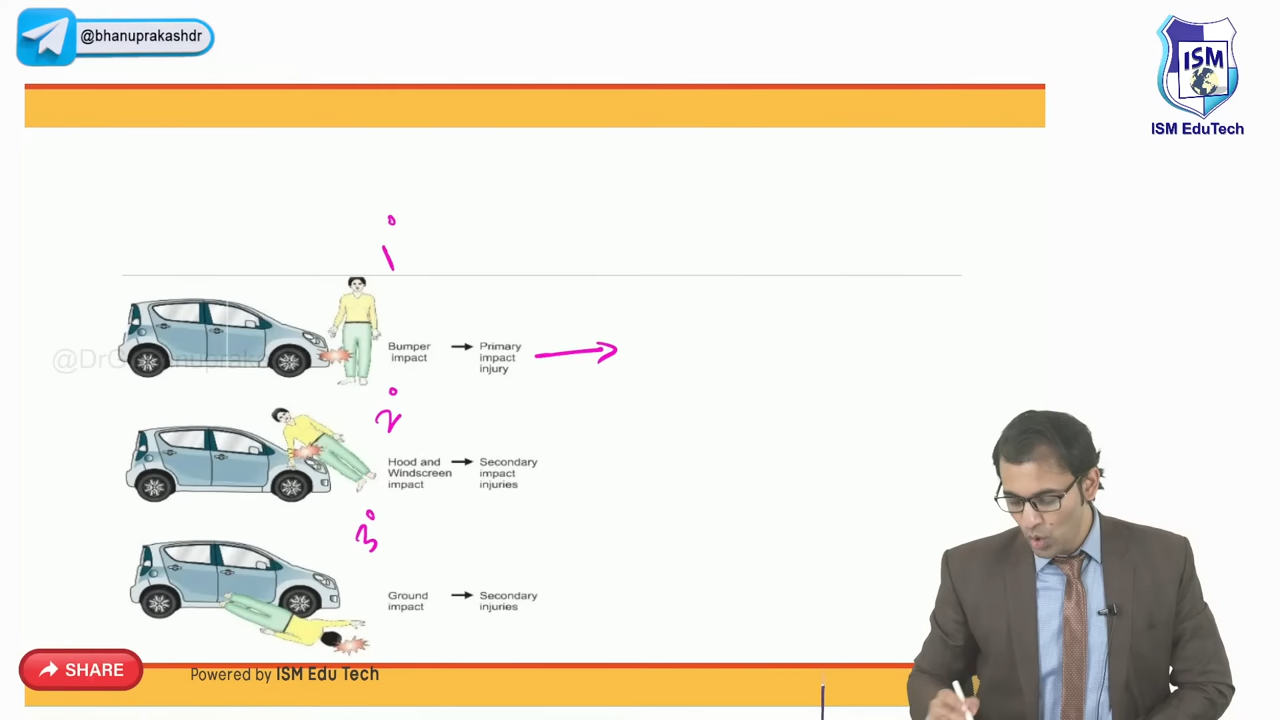 @bhanuprakashdr
ISM
ISM EduTech
1°
Bumper
impact
Primary
impact
injury
2°
Hood and
Windscreen
impact
Secondary
impact
injuries
3°
Ground
impact
Secondary
injuries
SHARE
Powered by ISM Edu Tech